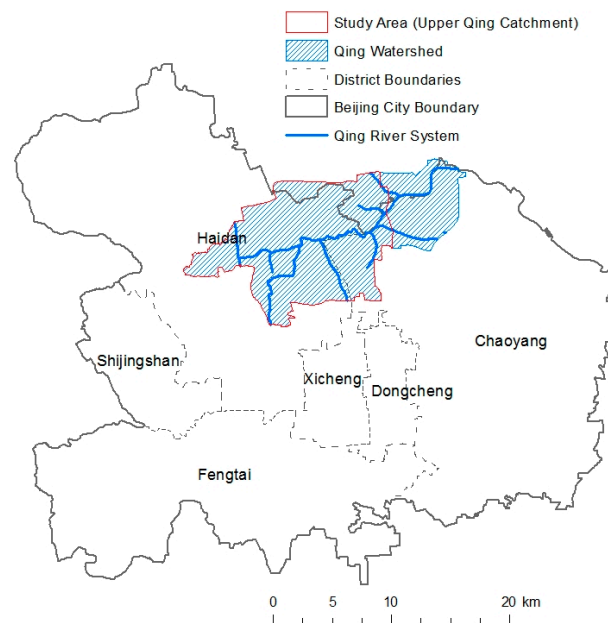 Study Area (Upper Qing Catchment)
Qing Watershed
District Boundaries
Beijing City Boundary
Qing River System
Haidan
Chaoyang
Shijingshan
Xicheng
Dongcheng
Fengtai
0 5 10 20 km